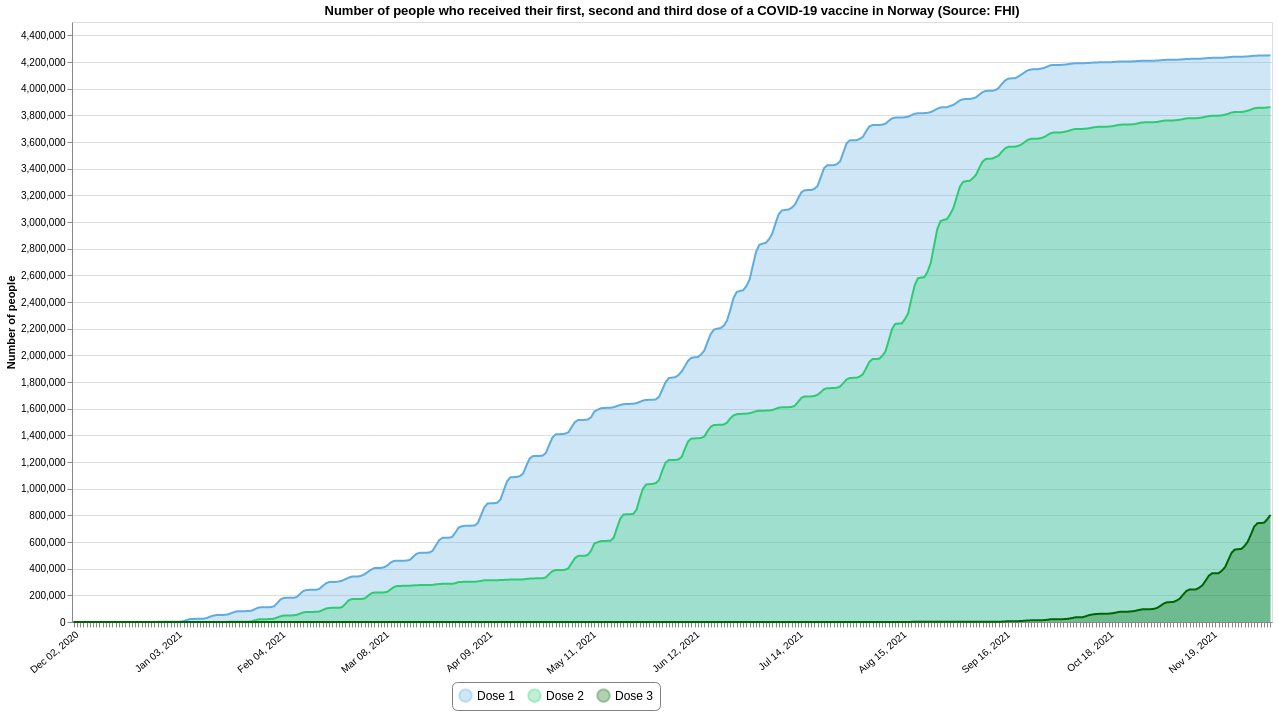 Number of people who received their first, second and third dose of a COVID-19 vaccine in Norway (Source: FHI)
Number of people
4,400,000
4,200,000
4,000,000
3,800,000
3,600,000
3,400,000
3,200,000
3,000,000
2,800,000
2,600,000
2,400,000
2,200,000
2,000,000
1,800,000
1,600,000
1,400,000
1,200,000
1,000,000
800,000
600,000
400,000
200,000
0
Dec 02, 2020
Jan 03, 2021
Feb 04, 2021
Mar 08, 2021
Apr 09, 2021
May 11, 2021
Jun 12, 2021
Jul 14, 2021
Aug 15, 2021
Sep 16, 2021
Oct 18, 2021
Nov 19, 2021
Dose 1 Dose 2 Dose 3